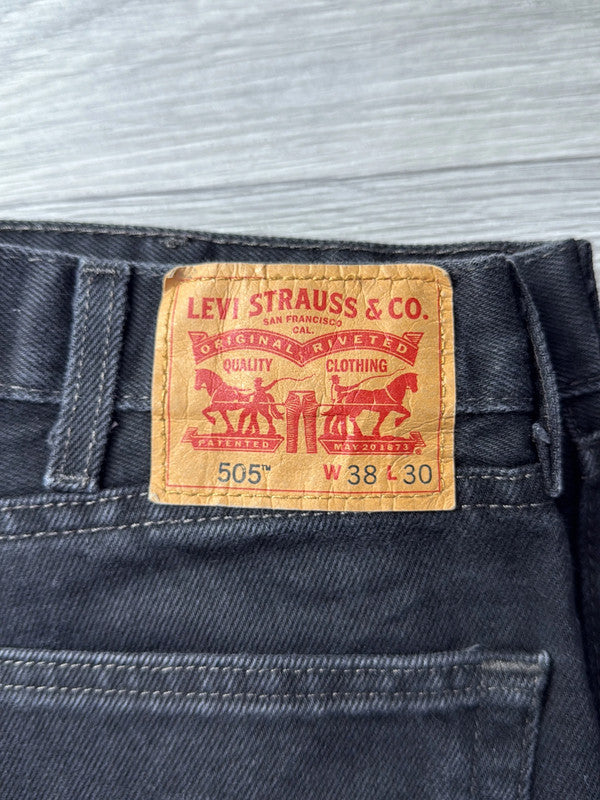 LEVI STRAUSS & CO.
SAN FRANCISCO
CAL.
ORIGINAL RIVETED
QUALITY CLOTHING
PATENTED MAY 20 1873
505™ W 38 L 30